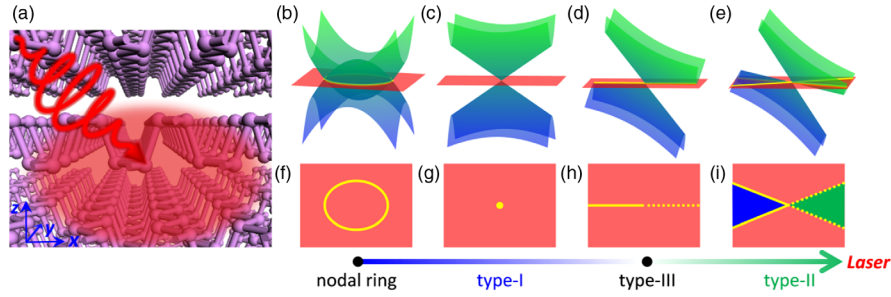 (a)
(b)
(c)
(d)
(e)
z
y
x
(f)
(g)
(h)
(i)
nodal ring
type-I
type-III
type-II
Laser